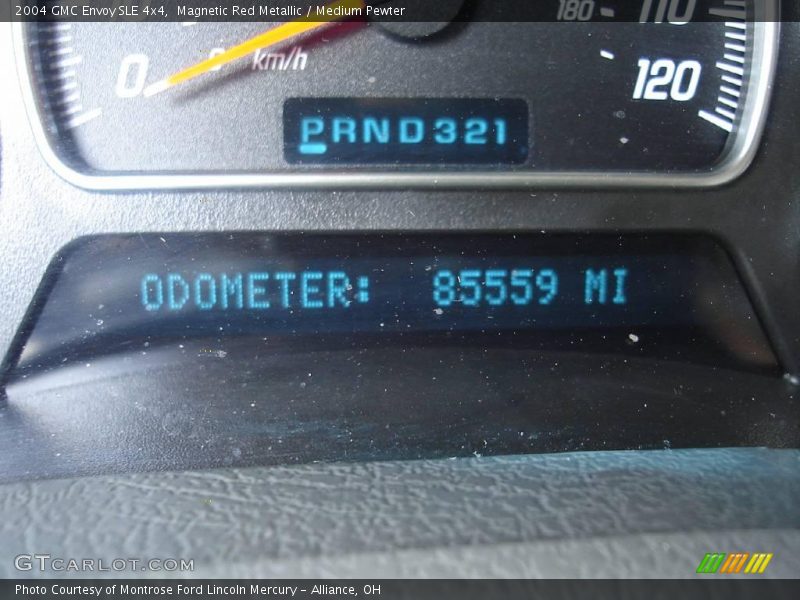 2004 GMC Envoy SLE 4x4, Magnetic Red Metallic / Medium Pewter
180 110
0 0 km/h 120
PRND321
ODOMETER: 85559 MI
GTCARLOT.COM
Photo Courtesy of Montrose Ford Lincoln Mercury - Alliance, OH